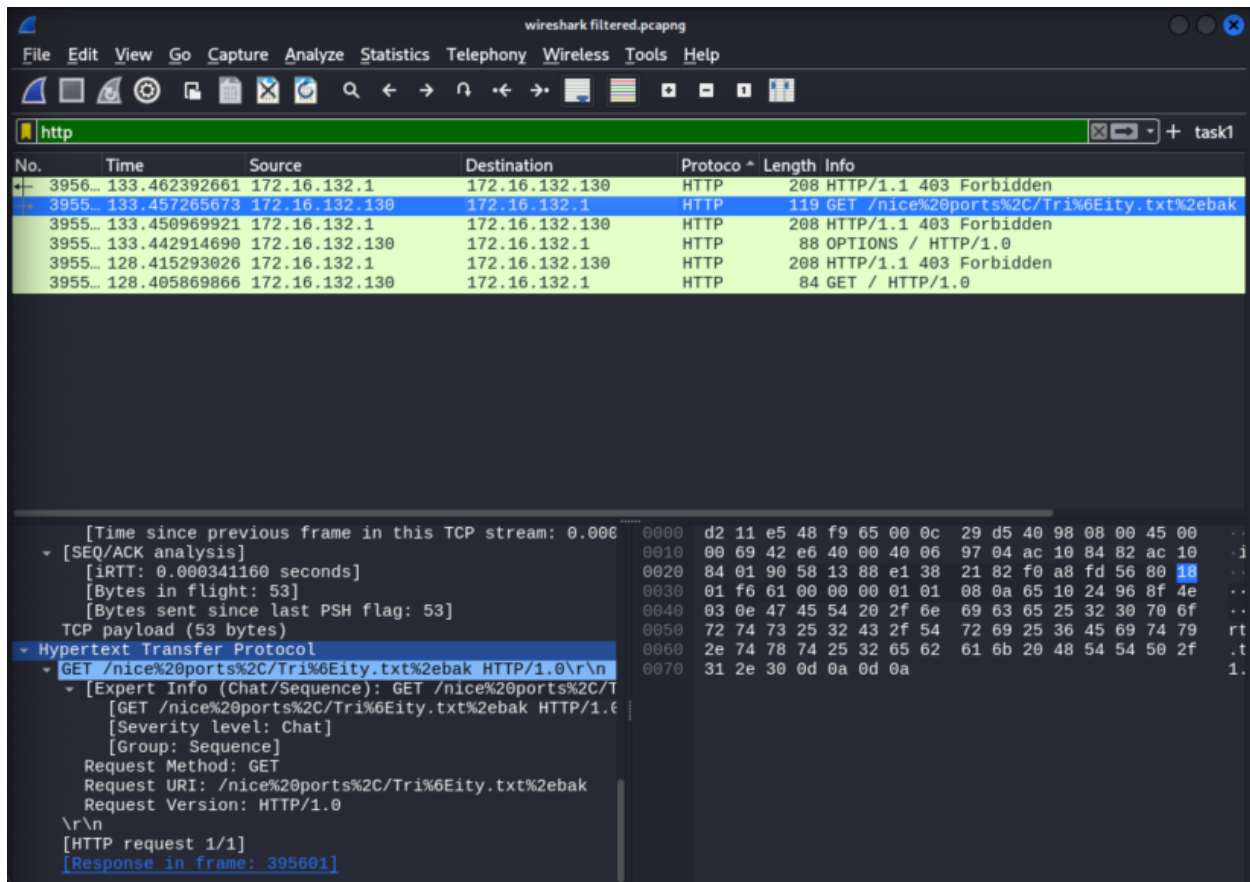 wireshark filtered.pcapng
File Edit View Go Capture Analyze Statistics Telephony Wireless Tools Help
http + task1
No. Time Source Destination Protoco Length Info
3956… 133.462392661 172.16.132.1 172.16.132.130 HTTP 208 HTTP/1.1 403 Forbidden
3955… 133.457265673 172.16.132.130 172.16.132.1 HTTP 119 GET /nice%20ports%2C/Tri%6Eity.txt%2ebak
3955… 133.450969921 172.16.132.1 172.16.132.130 HTTP 208 HTTP/1.1 403 Forbidden
3955… 133.442914690 172.16.132.130 172.16.132.1 HTTP 88 OPTIONS / HTTP/1.0
3955… 128.415293026 172.16.132.1 172.16.132.130 HTTP 208 HTTP/1.1 403 Forbidden
3955… 128.405869866 172.16.132.130 172.16.132.1 HTTP 84 GET / HTTP/1.0
[Time since previous frame in this TCP stream: 0.000
[SEQ/ACK analysis]
[iRTT: 0.000341160 seconds]
[Bytes in flight: 53]
[Bytes sent since last PSH flag: 53]
TCP payload (53 bytes)
Hypertext Transfer Protocol
GET /nice%20ports%2C/Tri%6Eity.txt%2ebak HTTP/1.0\r\n
[Expert Info (Chat/Sequence): GET /nice%20ports%2C/T
[GET /nice%20ports%2C/Tri%6Eity.txt%2ebak HTTP/1.0
[Severity level: Chat]
[Group: Sequence]
Request Method: GET
Request URI: /nice%20ports%2C/Tri%6Eity.txt%2ebak
Request Version: HTTP/1.0
\r\n
[HTTP request 1/1]
[Response in frame: 395601]
0000 d2 11 e5 48 f9 65 00 0c 29 d5 40 98 08 00 45 00 ··
0010 00 69 42 e6 40 00 40 06 97 04 ac 10 84 82 ac 10 ·i
0020 84 01 90 58 13 88 e1 38 21 82 f0 a8 fd 56 80 18 ··
0030 01 f6 61 00 00 00 01 01 08 0a 65 10 24 96 8f 4e ··
0040 03 0e 47 45 54 20 2f 6e 69 63 65 25 32 30 70 6f ··
0050 72 74 73 25 32 43 2f 54 72 69 25 36 45 69 74 79 rt
0060 2e 74 78 74 25 32 65 62 61 6b 20 48 54 54 50 2f .t
0070 31 2e 30 0d 0a 0d 0a 1.